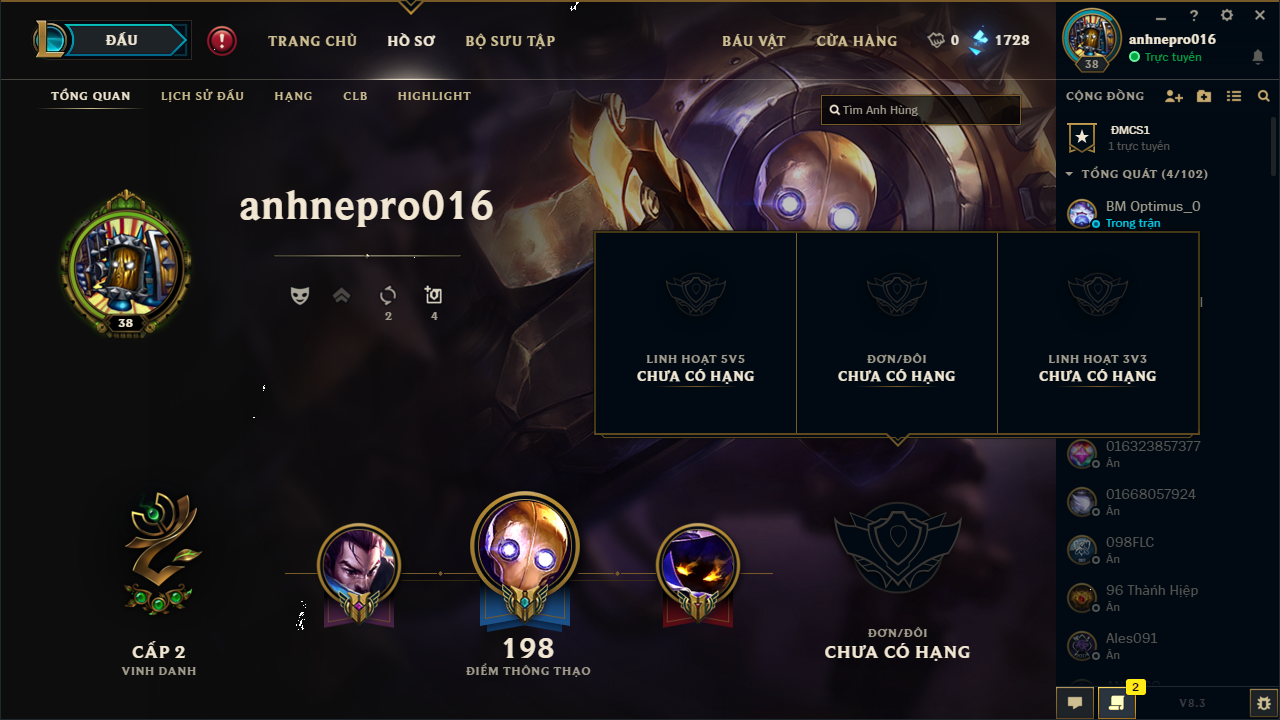 ĐẤU
TRANG CHỦ
HỒ SƠ
BỘ SƯU TẬP
BÁU VẬT
CỬA HÀNG
0
1728
38
anhnepro016
Trực tuyến
TỔNG QUAN
LỊCH SỬ ĐẤU
HẠNG
CLB
HIGHLIGHT
Tìm Anh Hùng
CỘNG ĐỒNG
ĐMCS1
1 trực tuyến
TỔNG QUÁT (4/102)
BM Optimus_0
Trong trận
anhnepro016
38
2
4
LINH HOẠT 5V5
CHƯA CÓ HẠNG
ĐƠN/ĐÔI
CHƯA CÓ HẠNG
LINH HOẠT 3V3
CHƯA CÓ HẠNG
016323857377
Ẩn
01668057924
Ẩn
098FLC
Ẩn
96 Thành Hiệp
Ẩn
Ales091
Ẩn
CẤP 2
VINH DANH
198
ĐIỂM THÔNG THẠO
ĐƠN/ĐÔI
CHƯA CÓ HẠNG
2
V8.3